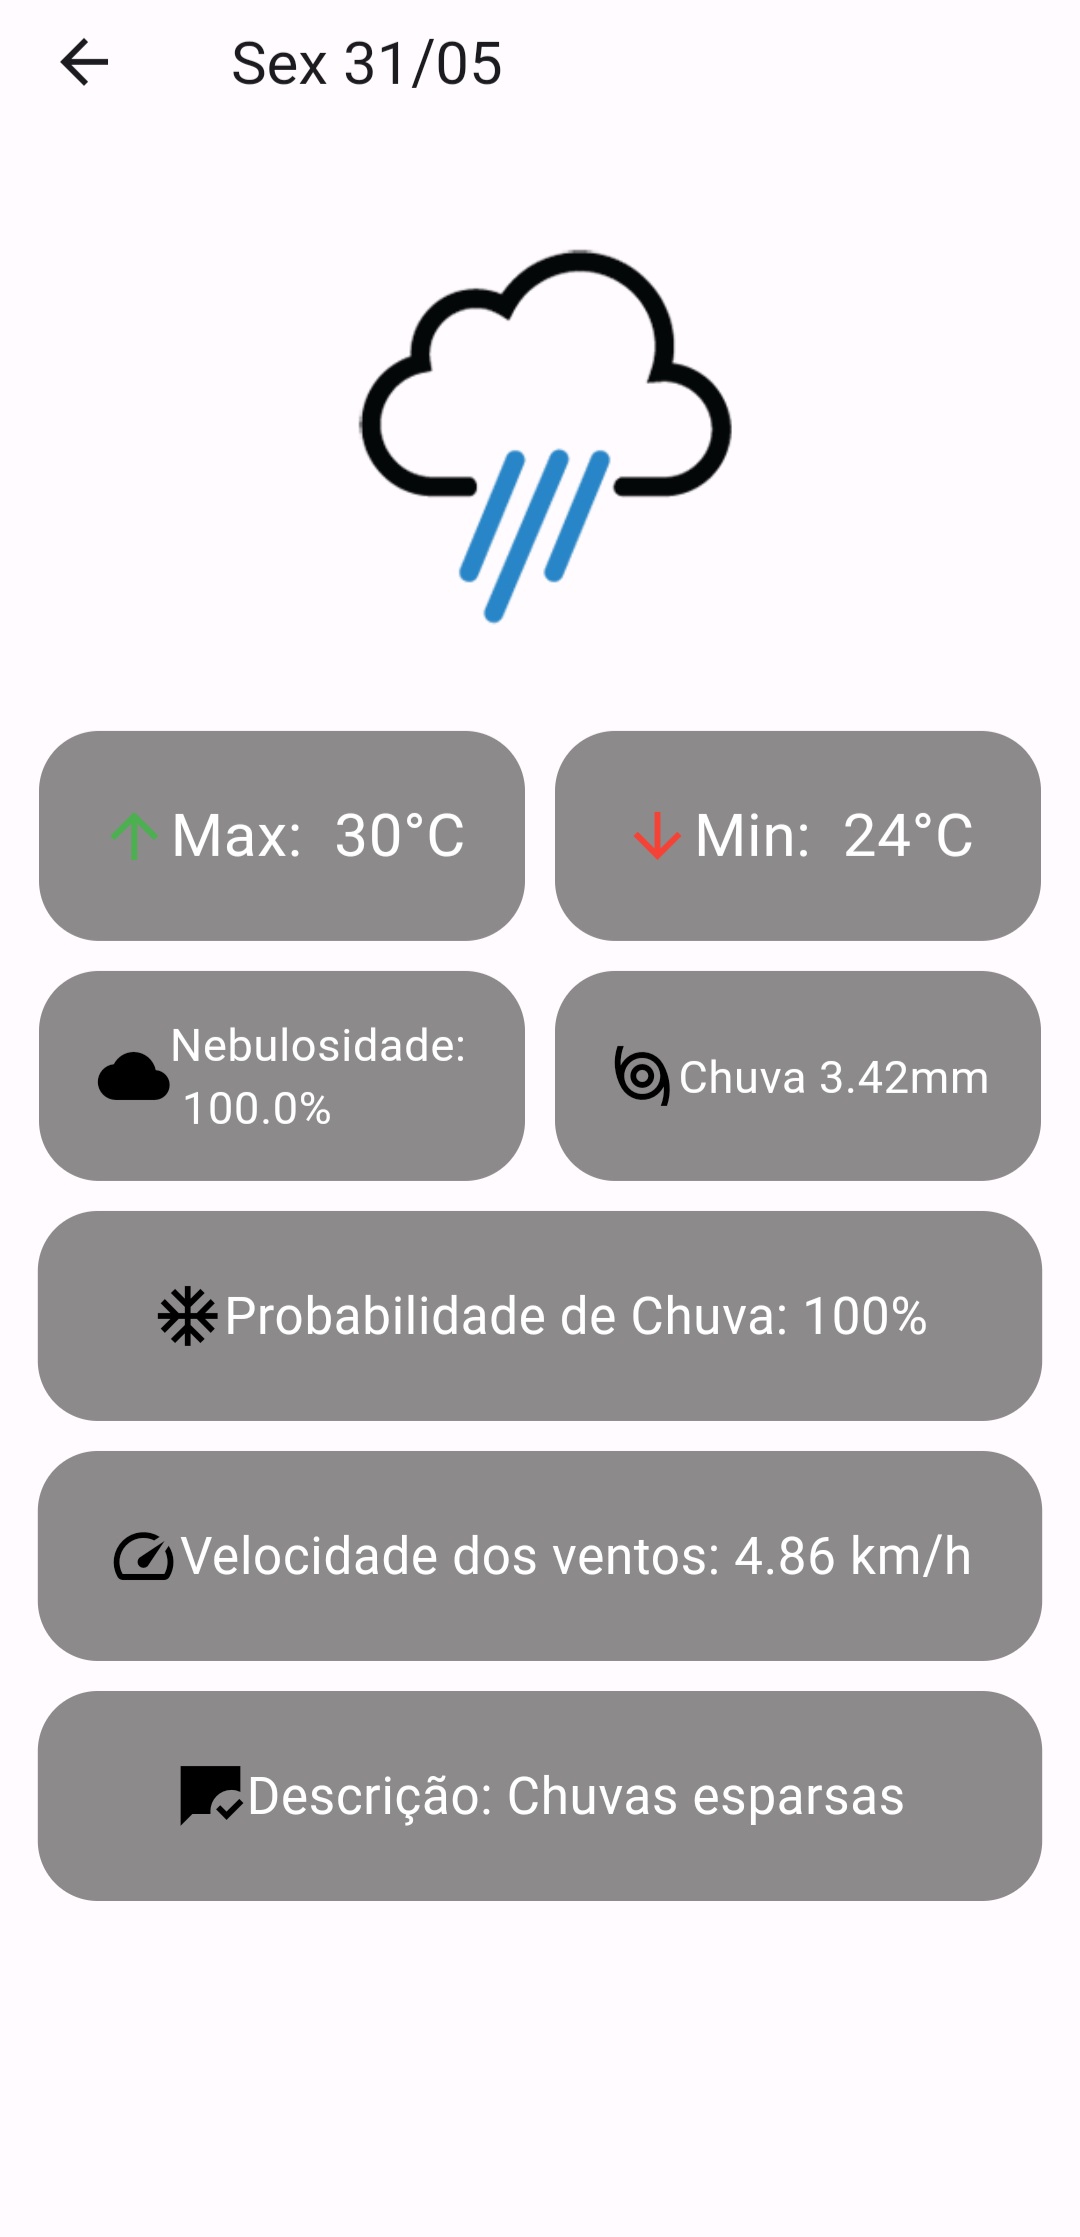 Sex 31/05
Max: 30°C
Min: 24°C
Nebulosidade:
100.0%
Chuva 3.42mm
Probabilidade de Chuva: 100%
Velocidade dos ventos: 4.86 km/h
Descrição: Chuvas esparsas